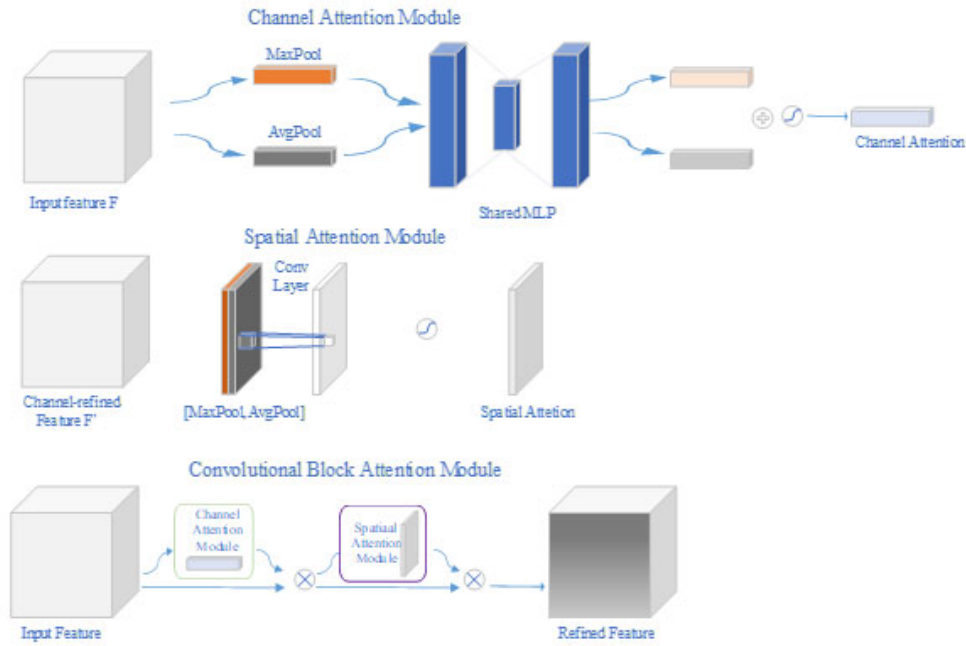 Channel Attention Module
MaxPool
AvgPool
Input feature F
Shared MLP
Channel Attention
Spatial Attention Module
Conv
Layer
Channel-refined
Feature F'
[MaxPool, AvgPool]
Spatial Attetion
Convolutional Block Attention Module
Channel
Attention
Module
Spatiaal
Attention
Module
Input Feature
Refined Feature